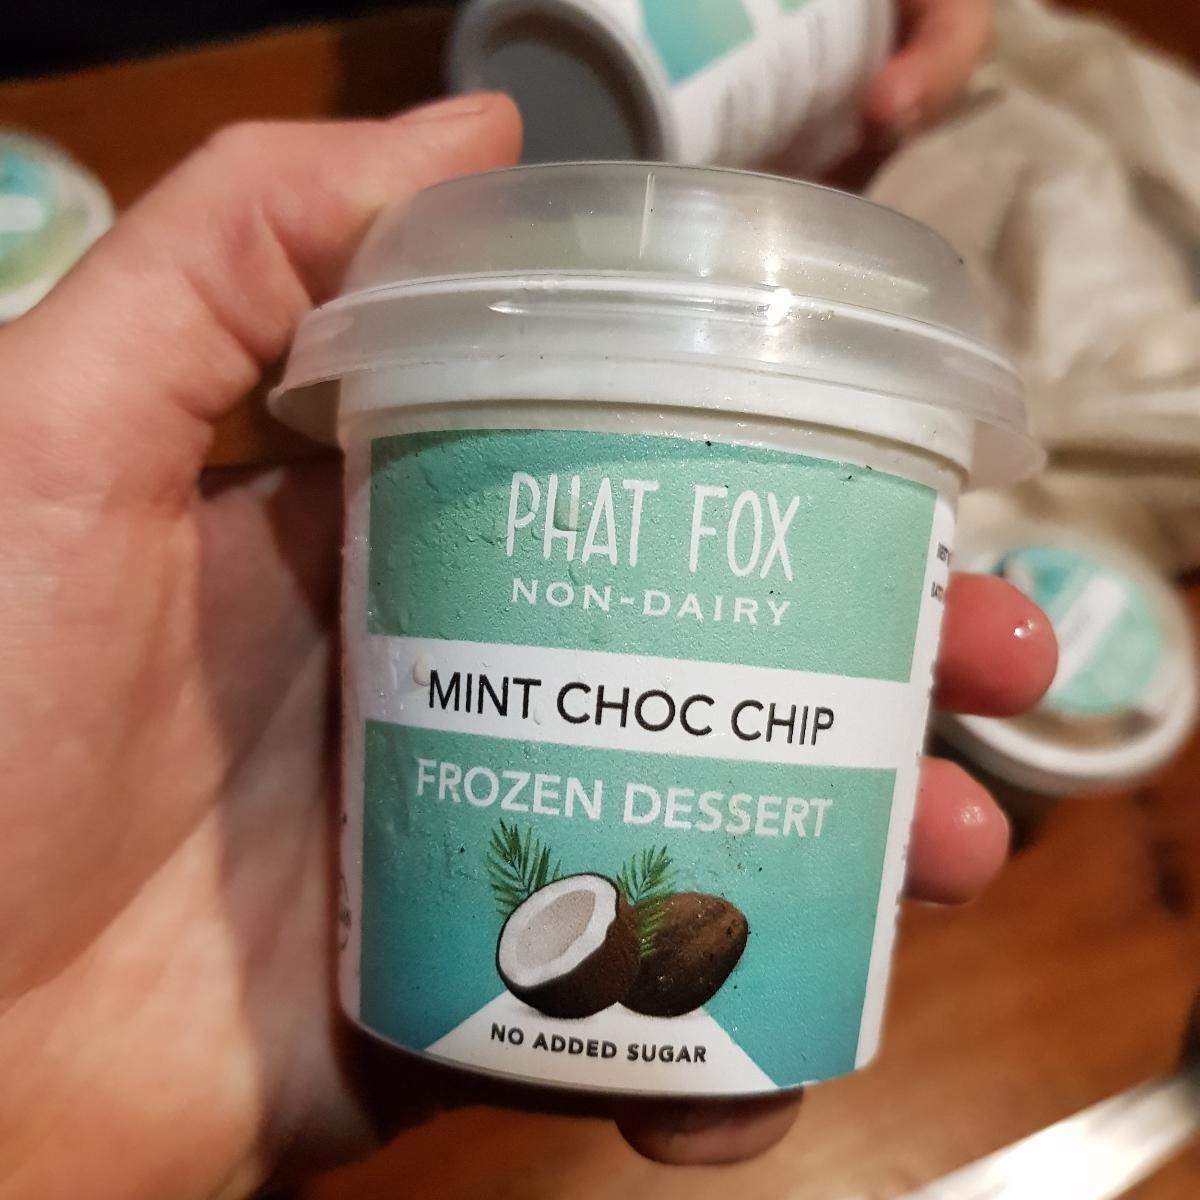 PHAT FOX
NON-DAIRY
MINT CHOC CHIP
FROZEN DESSERT
NO ADDED SUGAR